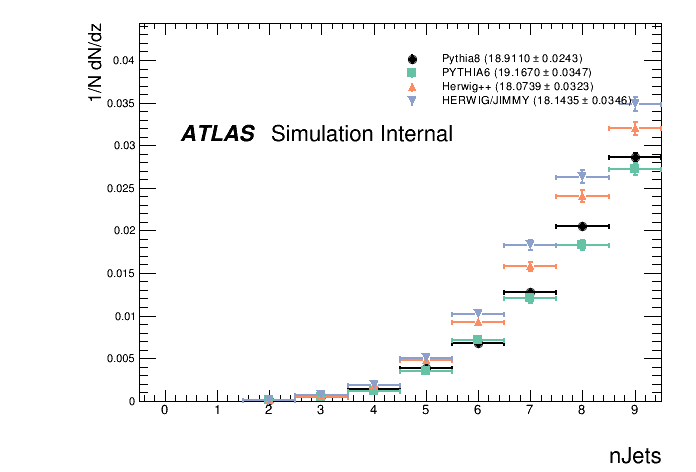 1/N dN/dz
0.04
0.035
0.03
0.025
0.02
0.015
0.01
0.005
0
Pythia8 (18.9110 ± 0.0243)
PYTHIA6 (19.1670 ± 0.0347)
Herwig++ (18.0739 ± 0.0323)
HERWIG/JIMMY (18.1435 ± 0.0346)
ATLAS Simulation Internal
0 1 2 3 4 5 6 7 8 9
nJets